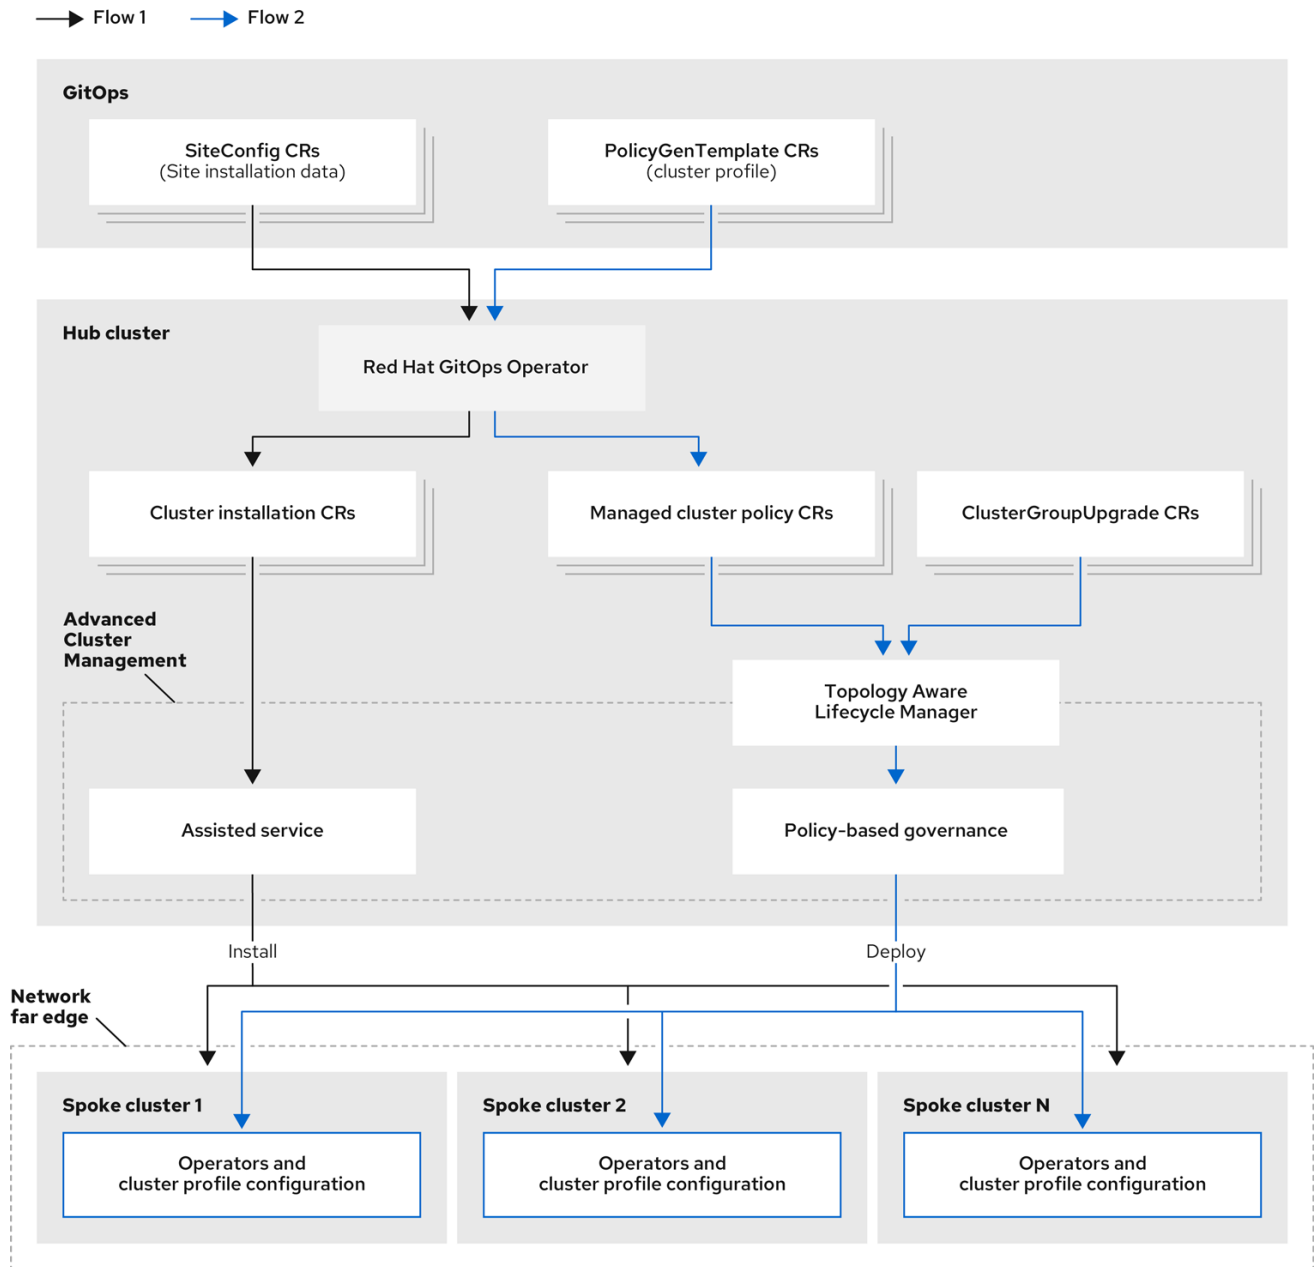 Flow 1
Flow 2
GitOps
SiteConfig CRs
(Site installation data)
PolicyGenTemplate CRs
(cluster profile)
Hub cluster
Red Hat GitOps Operator
Cluster installation CRs
Managed cluster policy CRs
ClusterGroupUpgrade CRs
Advanced
Cluster
Management
Topology Aware
Lifecycle Manager
Assisted service
Policy-based governance
Install
Deploy
Network
far edge
Spoke cluster 1
Operators and
cluster profile configuration
Spoke cluster 2
Operators and
cluster profile configuration
Spoke cluster N
Operators and
cluster profile configuration